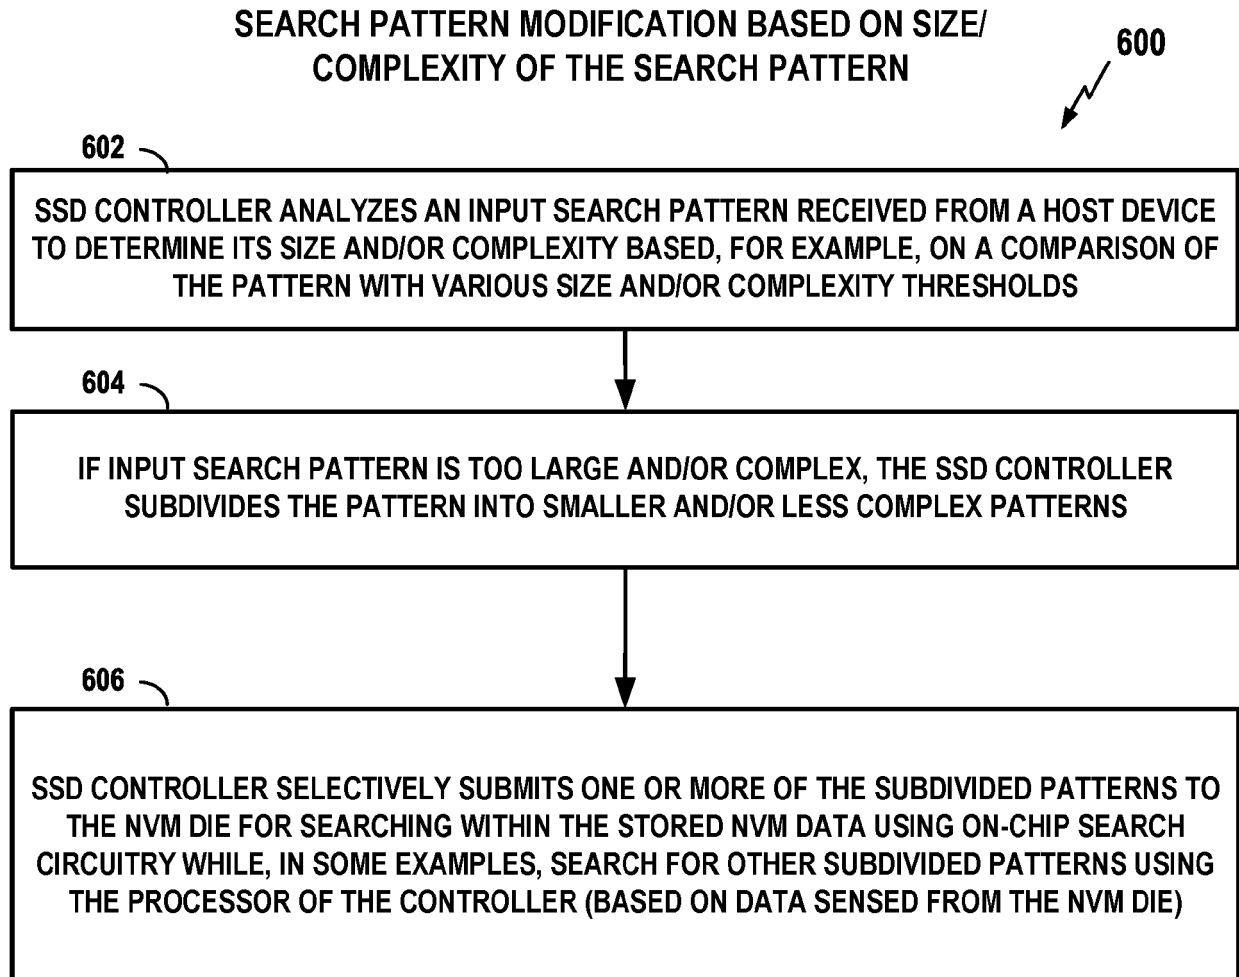 SEARCH PATTERN MODIFICATION BASED ON SIZE/
COMPLEXITY OF THE SEARCH PATTERN
600
602
SSD CONTROLLER ANALYZES AN INPUT SEARCH PATTERN RECEIVED FROM A HOST DEVICE
TO DETERMINE ITS SIZE AND/OR COMPLEXITY BASED, FOR EXAMPLE, ON A COMPARISON OF
THE PATTERN WITH VARIOUS SIZE AND/OR COMPLEXITY THRESHOLDS
604
IF INPUT SEARCH PATTERN IS TOO LARGE AND/OR COMPLEX, THE SSD CONTROLLER
SUBDIVIDES THE PATTERN INTO SMALLER AND/OR LESS COMPLEX PATTERNS
606
SSD CONTROLLER SELECTIVELY SUBMITS ONE OR MORE OF THE SUBDIVIDED PATTERNS TO
THE NVM DIE FOR SEARCHING WITHIN THE STORED NVM DATA USING ON-CHIP SEARCH
CIRCUITRY WHILE, IN SOME EXAMPLES, SEARCH FOR OTHER SUBDIVIDED PATTERNS USING
THE PROCESSOR OF THE CONTROLLER (BASED ON DATA SENSED FROM THE NVM DIE)